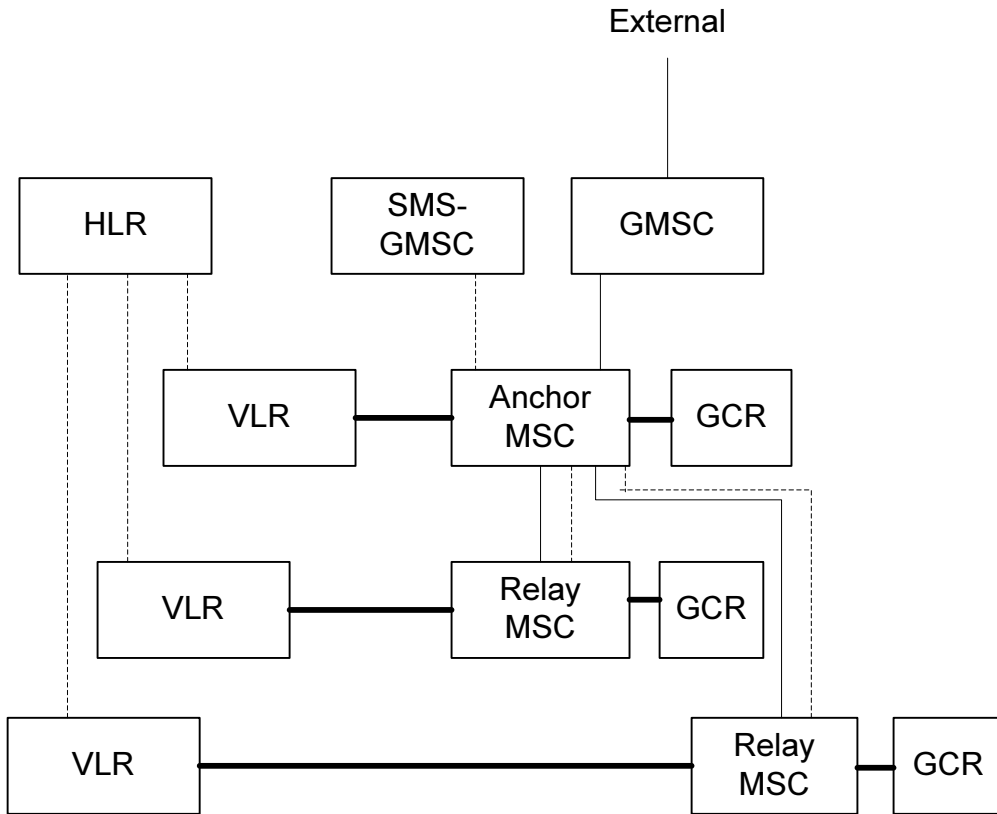 External
HLR
SMS-
GMSC
GMSC
VLR
Anchor
MSC
GCR
VLR
Relay
MSC
GCR
VLR
Relay
MSC
GCR